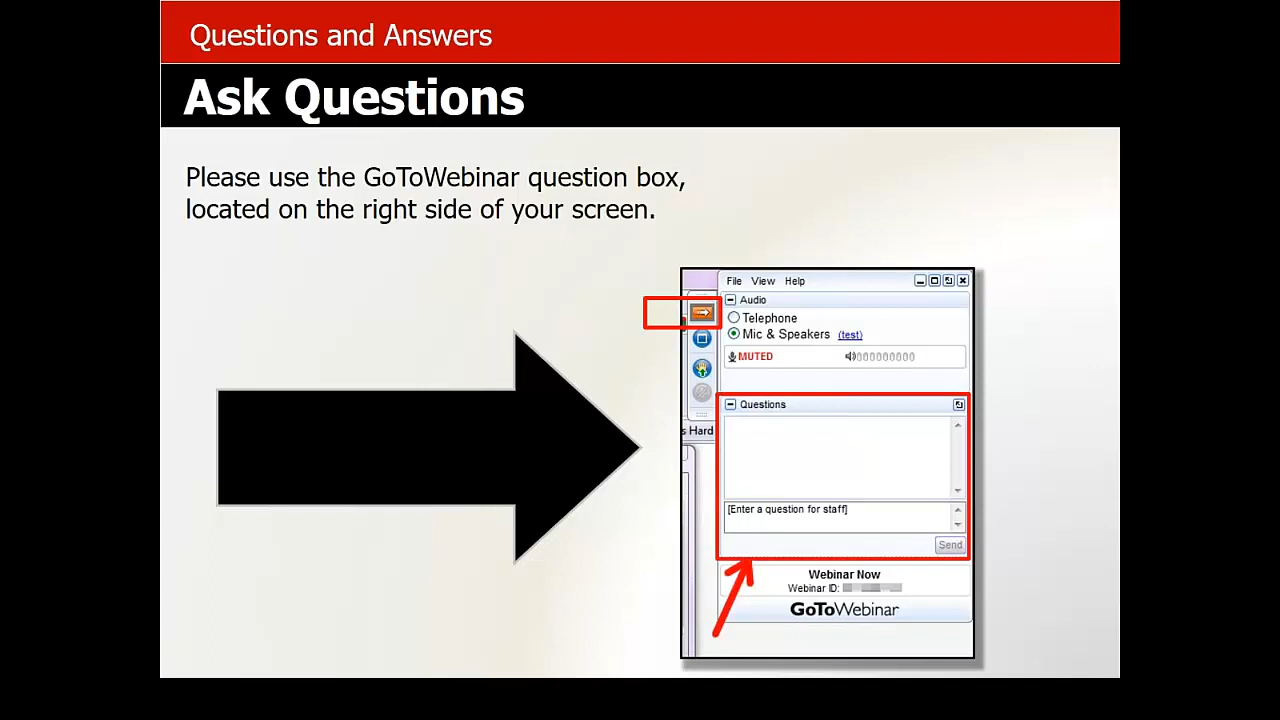 Questions and Answers
Ask Questions
Please use the GoToWebinar question box,
located on the right side of your screen.
File View Help
Audio
Telephone
Mic & Speakers (test)
MUTED
Questions
s Hard
[Enter a question for staff]
Send
Webinar Now
Webinar ID:
GoToWebinar